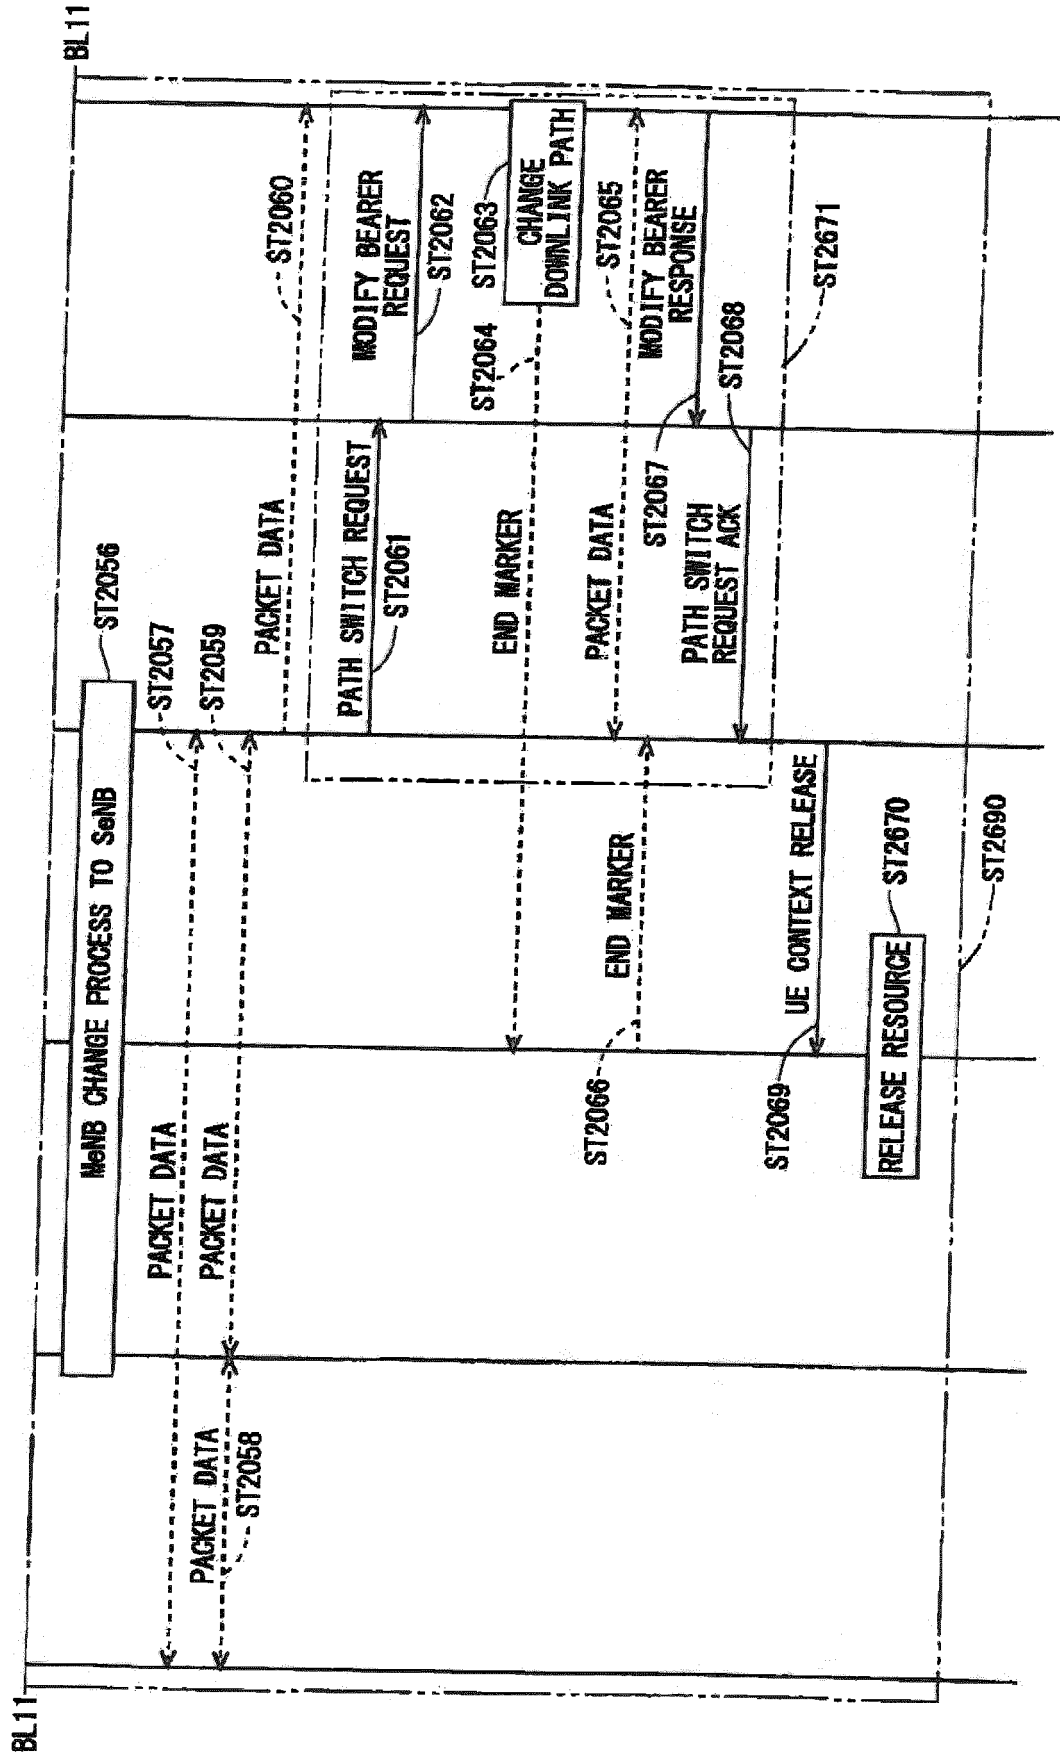 BL11
BL11
MeNB CHANGE PROCESS TO SeNB
ST2056
PACKET DATA
ST2057
PACKET DATA
ST2058
PACKET DATA
ST2059
PACKET DATA
ST2060
PATH SWITCH REQUEST
ST2061
MODIFY BEARER
REQUEST
ST2062
ST2063
CHANGE
DOWNLINK PATH
END MARKER
ST2064
PACKET DATA
ST2065
END MARKER
ST2066
MODIFY BEARER
RESPONSE
ST2067
PATH SWITCH
REQUEST ACK
ST2068
ST2671
UE CONTEXT RELEASE
ST2069
RELEASE RESOURCE
ST2670
ST2690